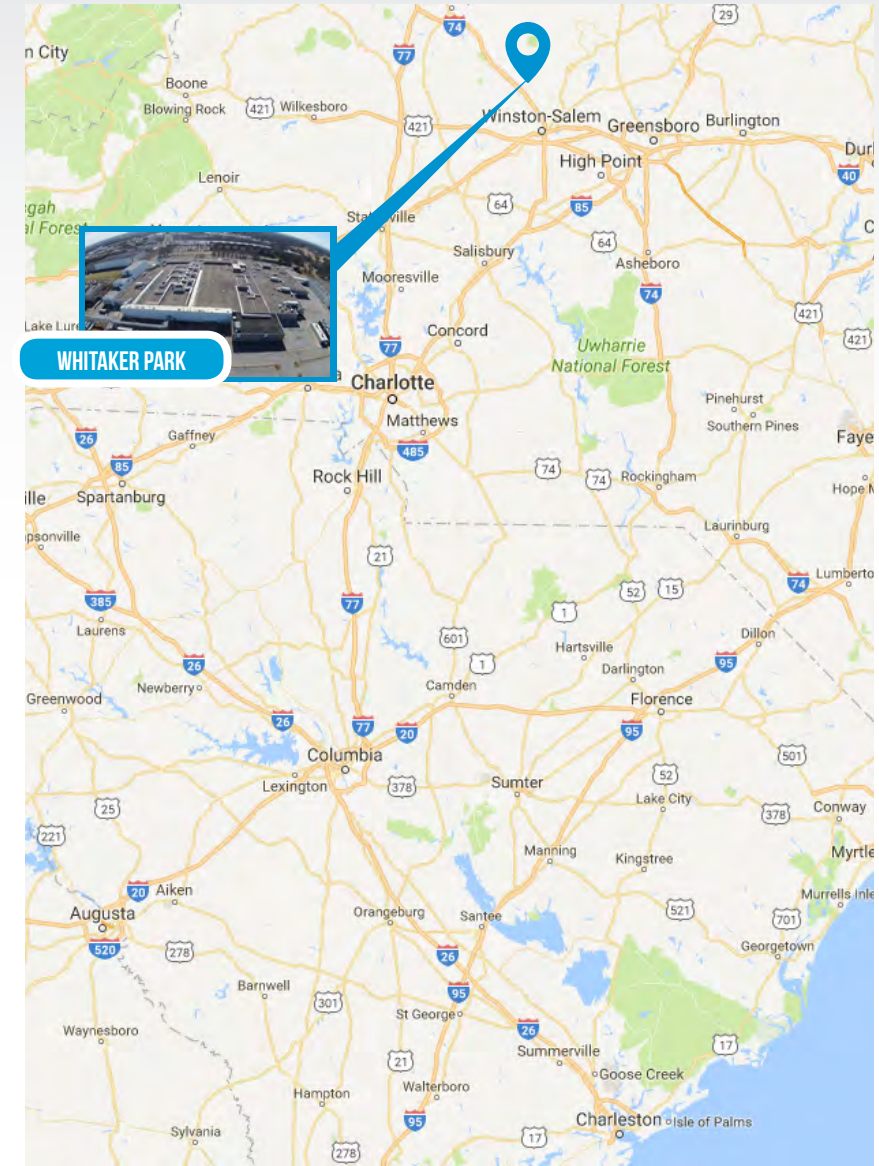 29
74
n City
77
Boone
Blowing Rock
421
Wilkesboro
421
Winston-Salem
Greensboro
Burlington
Dur
High Point
40
Lenoir
64
85
gah
al Forest
Sta
ville
64
Salisbury
Asheboro
Mooresville
74
421
Lake Lure
Concord
421
77
Uwharrie
National Forest
WHITAKER PARK
a
Charlotte
Pinehurst
Matthews
Southern Pines
26
Gaffney
485
Faye
85
Rock Hill
74
74
Rockingham
ille
Spartanburg
Hope M
Laurinburg
psonville
21
74
Lumberto
52
15
385
77
1
Laurens
601
Hartsville
Dillon
26
1
95
Darlington
Newberry
Camden
Greenwood
Florence
26
77
20
95
Columbia
501
Lexington
378
Sumter
52
Lake City
25
378
Conway
221
Manning
Kingstree
Myrtle
20
Aiken
Murrells Inle
Augusta
Orangeburg
Santee
521
701
520
278
26
Georgetown
Barnwell
95
301
St George
Waynesboro
26
17
21
Summerville
Goose Creek
Hampton
Walterboro
95
Charleston
Isle of Palms
Sylvania
17
278